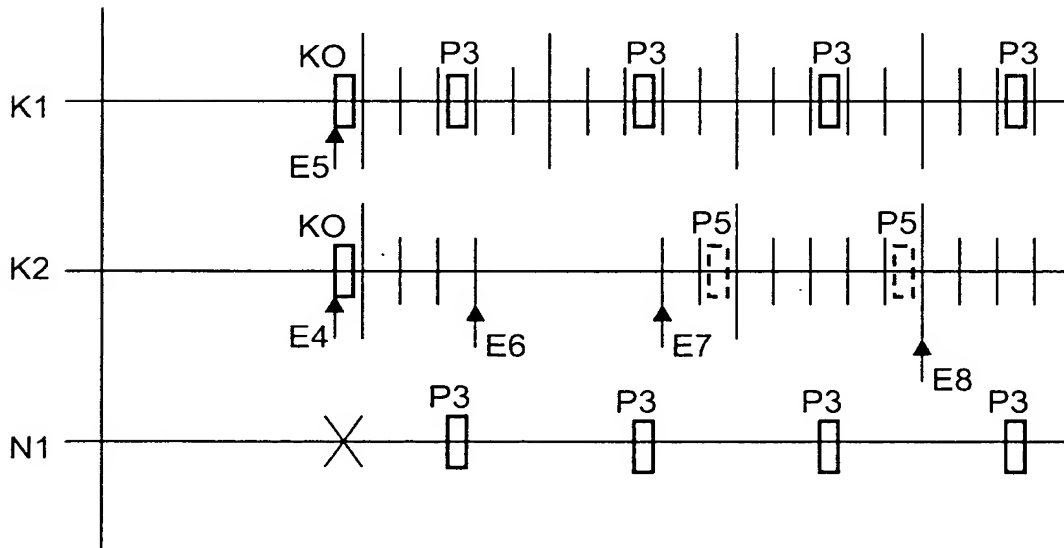 KO P3 P3 P3 P3
K1
E5
KO P5 P5
K2
E4 E6 E7 E8
P3 P3 P3 P3
N1